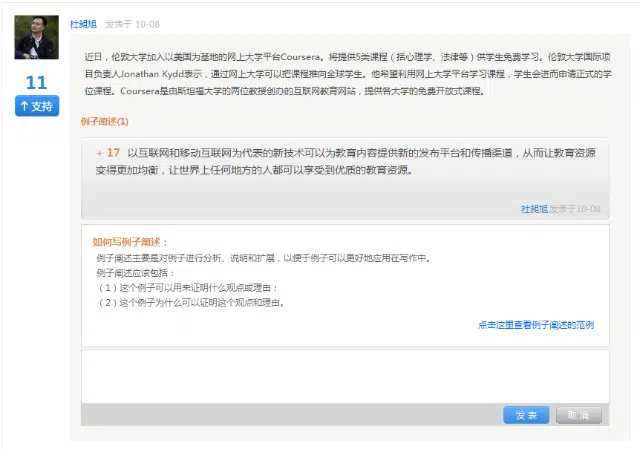 杜昶旭 发表于 10-08
11
支持
近日，伦敦大学加入以美国为基地的网上大学平台Coursera。将提供5类课程（括心理学、法律等）供学生免费学习。伦敦大学国际项
目负责人Jonathan Kydd表示，通过网上大学可以把课程推向全球学生。他希望利用网上大学平台学习课程，学生会进而申请正式的学
位课程。Coursera是由斯坦福大学的两位教授创办的互联网教育网站，提供各大学的免费开放式课程。
例子阐述(1)
+ 17 以互联网和移动互联网为代表的新技术可以为教育内容提供新的发布平台和传播渠道，从而让教育资源
变得更加均衡，让世界上任何地方的人都可以享受到优质的教育资源。
杜昶旭发表于10-08
如何写例子阐述：
例子阐述主要是对例子进行分析、说明和扩展，以便于例子可以更好地应用在写作中。
例子阐述应该包括：
（1）这个例子可以用来证明什么观点或理由；
（2）这个例子为什么可以证明这个观点和理由。
点击这里查看例子阐述的范例
发 表 取 消